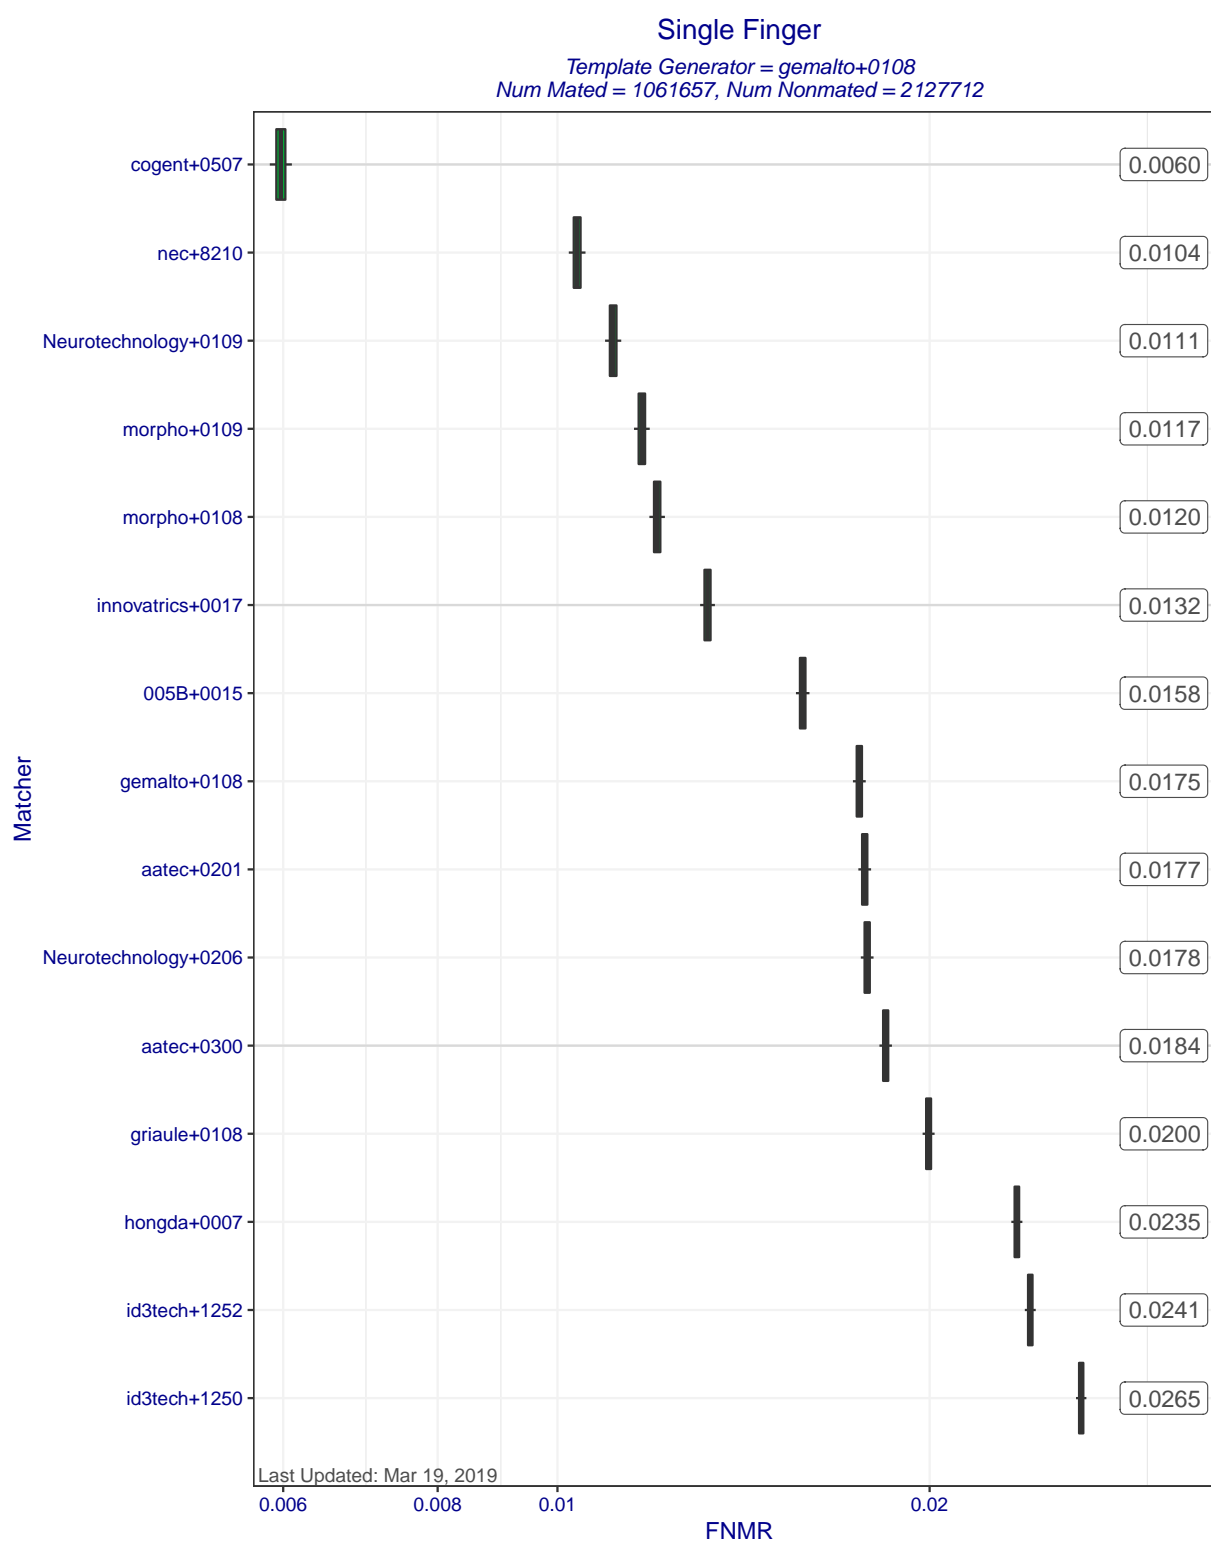 Single Finger
Template Generator = gemalto+0108
Num Mated = 1061657, Num Nonmated = 2127712
cogent+0507 0.0060
nec+8210 0.0104
Neurotechnology+0109 0.0111
morpho+0109 0.0117
morpho+0108 0.0120
innovatrics+0017 0.0132
005B+0015 0.0158
gemalto+0108 0.0175
aatec+0201 0.0177
Neurotechnology+0206 0.0178
aatec+0300 0.0184
griaule+0108 0.0200
hongda+0007 0.0235
id3tech+1252 0.0241
id3tech+1250 0.0265
Matcher
Last Updated: Mar 19, 2019
0.006 0.008 0.01 0.02
FNMR